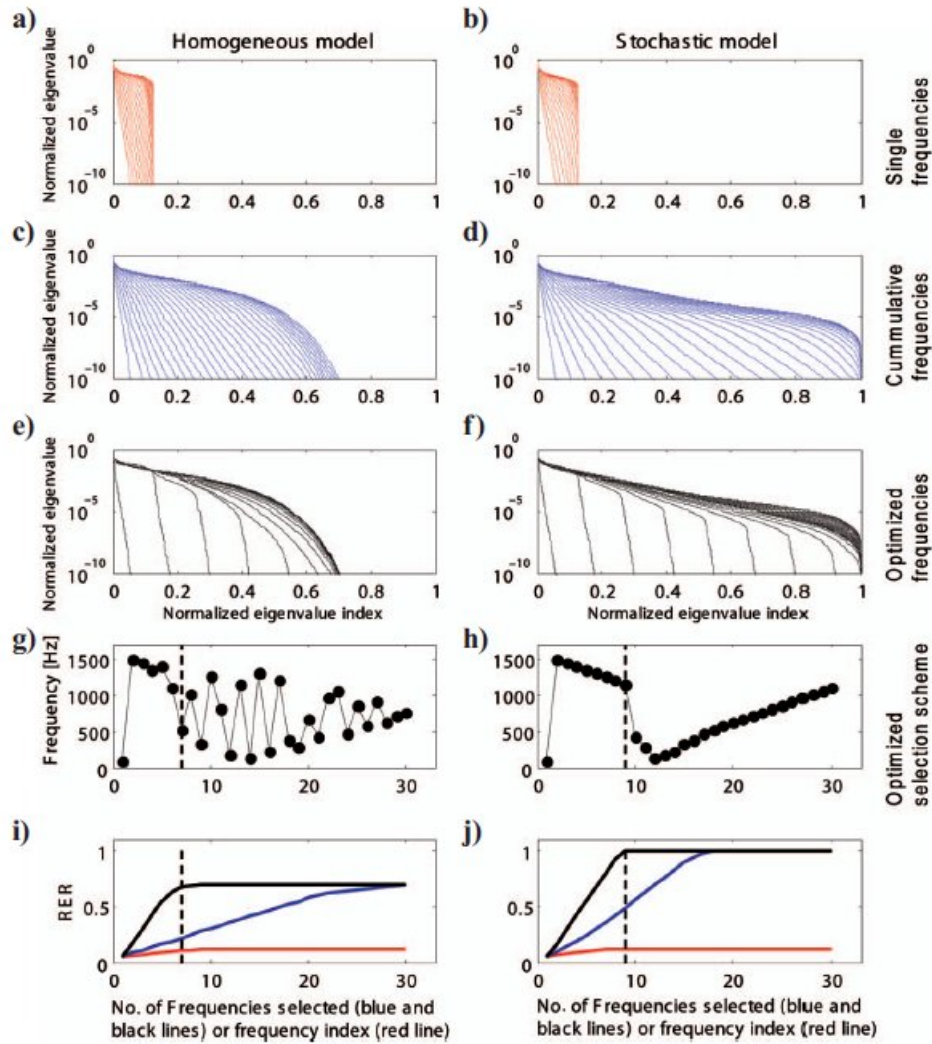 a)
b)
Homogeneous model
Stochastic model
Normalized eigenvalue
10^0
10^-5
10^-10
0 0.2 0.4 0.6 0.8 1
10^0
10^-5
10^-10
0 0.2 0.4 0.6 0.8 1
Single
frequencies
c)
d)
Normalized eigenvalue
10^0
10^-5
10^-10
0 0.2 0.4 0.6 0.8 1
10^0
10^-5
10^-10
0 0.2 0.4 0.6 0.8 1
Cummulative
frequencies
e)
f)
Normalized eigenvalue
10^0
10^-5
10^-10
0 0.2 0.4 0.6 0.8 1
Normalized eigenvalue index
10^0
10^-5
10^-10
0 0.2 0.4 0.6 0.8 1
Normalized eigenvalue index
Optimized
frequencies
g)
h)
Frequency [Hz]
1500
1000
500
0
0 10 20 30
1500
1000
500
0
0 10 20 30
Optimized
selection scheme
i)
j)
RER
1
0.5
0
0 10 20 30
No. of Frequencies selected (blue and
black lines) or frequency index (red line)
1
0.5
0
0 10 20 30
No. of Frequencies selected (blue and
black lines) or frequency index (red line)